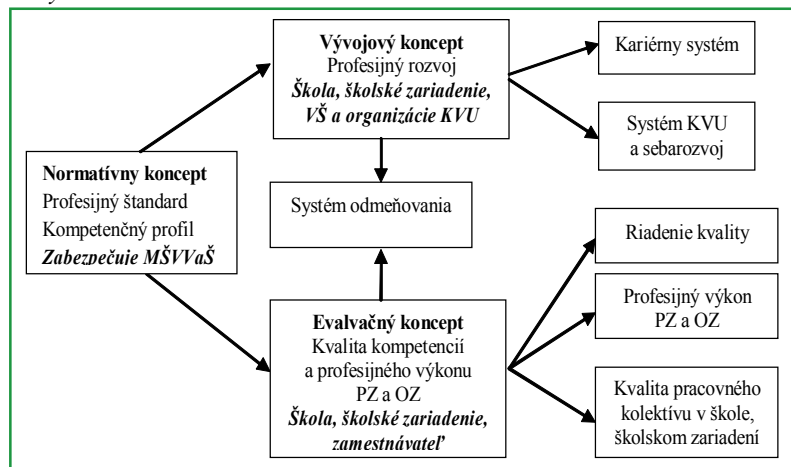 Vývojový koncept
Profesijný rozvoj
Škola, školské zariadenie,
VŠ a organizácie KVU
Kariérny systém
Systém KVU
a sebarozvoj
Normatívny koncept
Profesijný štandard
Kompetenčný profil
Zabezpečuje MŠVVaŠ
Systém odmeňovania
Evalvačný koncept
Kvalita kompetencií
a profesijného výkonu
PZ a OZ
Škola, školské zariadenie,
zamestnávateľ
Riadenie kvality
Profesijný výkon
PZ a OZ
Kvalita pracovného
kolektívu v škole,
školskom zariadení